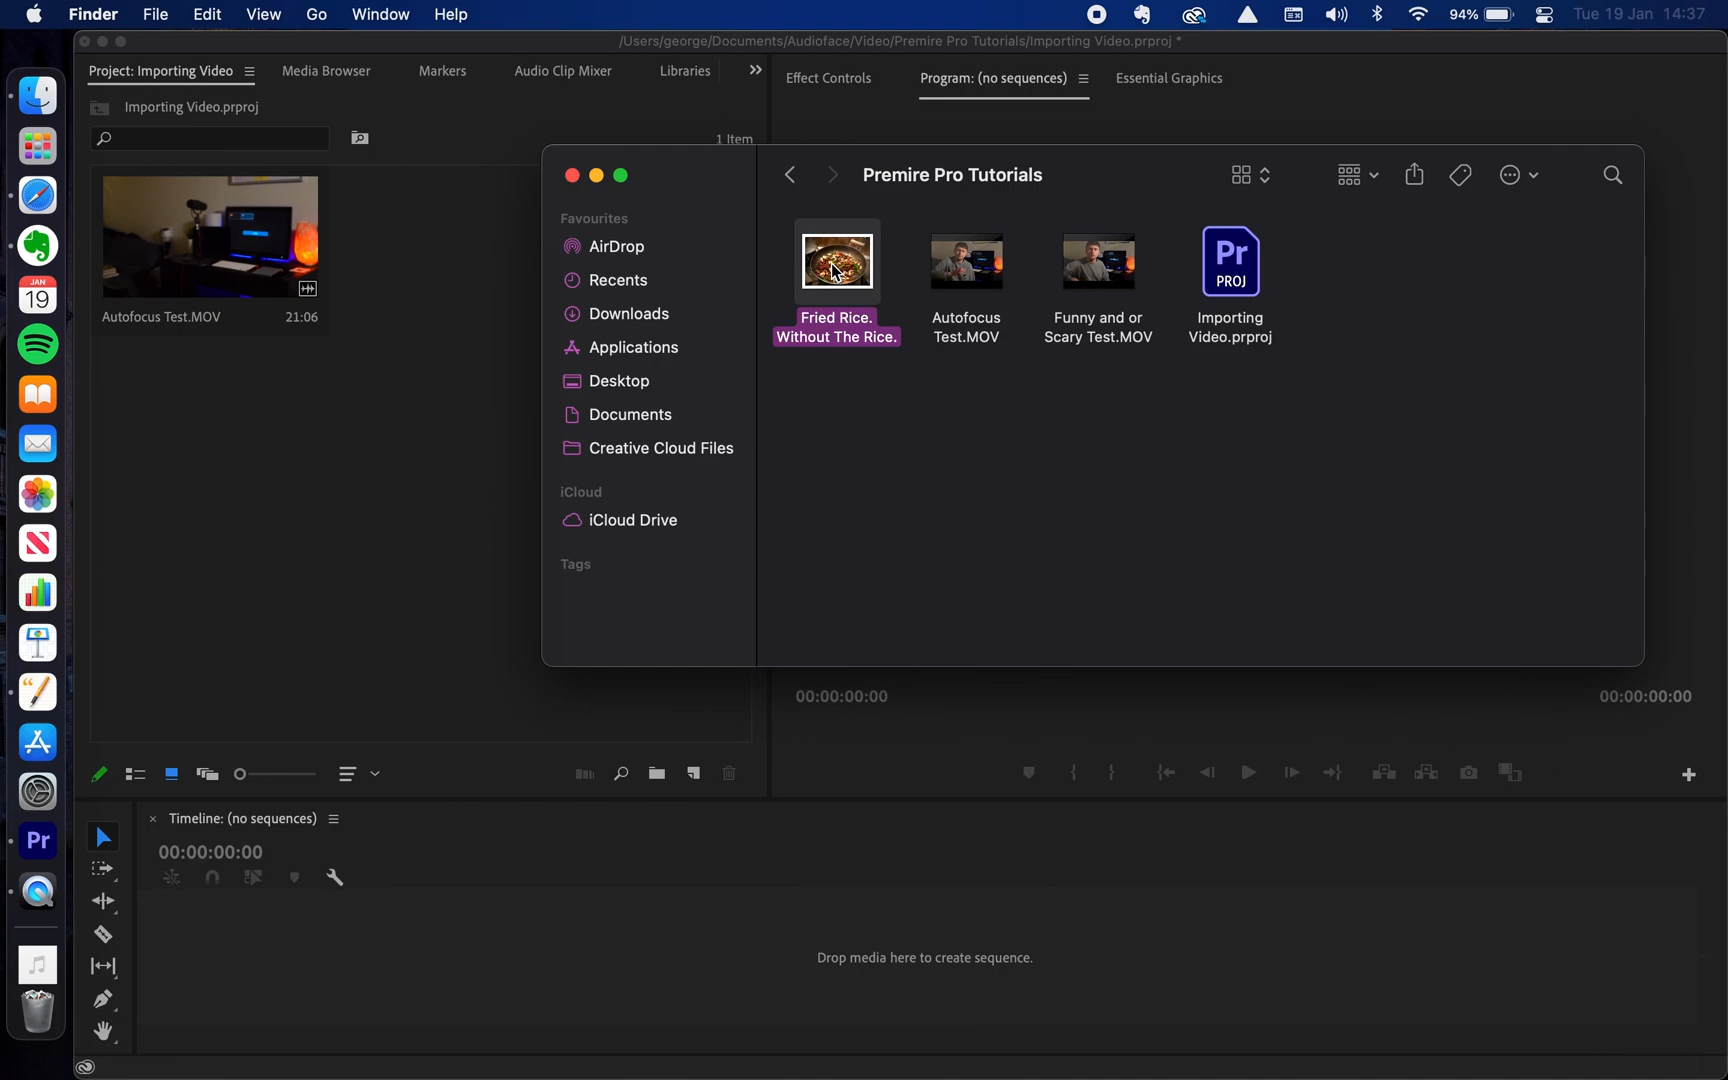 Finder File Edit View Go Window Help 94% Tue 19 Jan 14:37
/Users/george/Documents/Audioface/Video/Premire Pro Tutorials/Importing Video.prproj *
Project: Importing Video Media Browser Markers Audio Clip Mixer Libraries
Effect Controls Program: (no sequences) Essential Graphics
Importing Video.prproj
1 Item
Autofocus Test.MOV 21:06
Premire Pro Tutorials
Favourites
AirDrop
Recents
Downloads
Applications
Desktop
Documents
Creative Cloud Files
iCloud
iCloud Drive
Tags
Fried Rice.
Without The Rice.
Autofocus
Test.MOV
Funny and or
Scary Test.MOV
Pr
PROJ
Importing
Video.prproj
00:00:00:00 00:00:00:00
× Timeline: (no sequences)
00:00:00:00
Drop media here to create sequence.
JAN
19
Pr